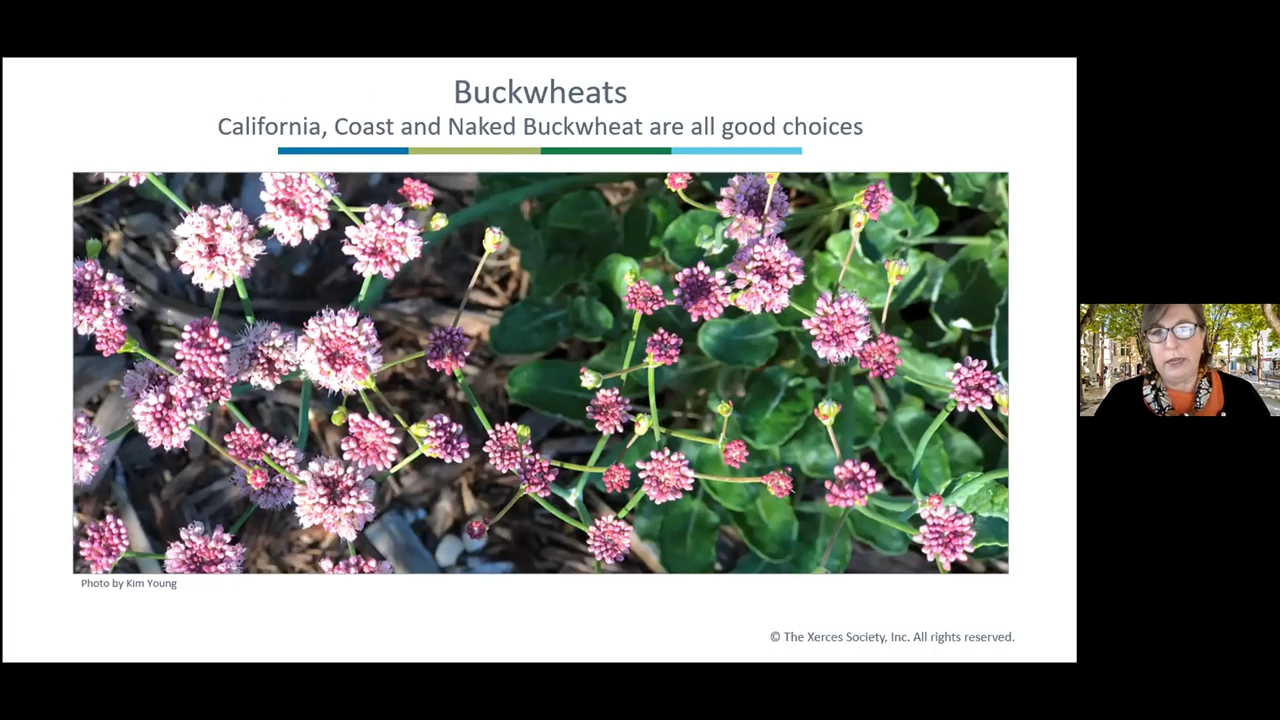 Buckwheats
California, Coast and Naked Buckwheat are all good choices
Photo by Kim Young
© The Xerces Society, Inc. All rights reserved.